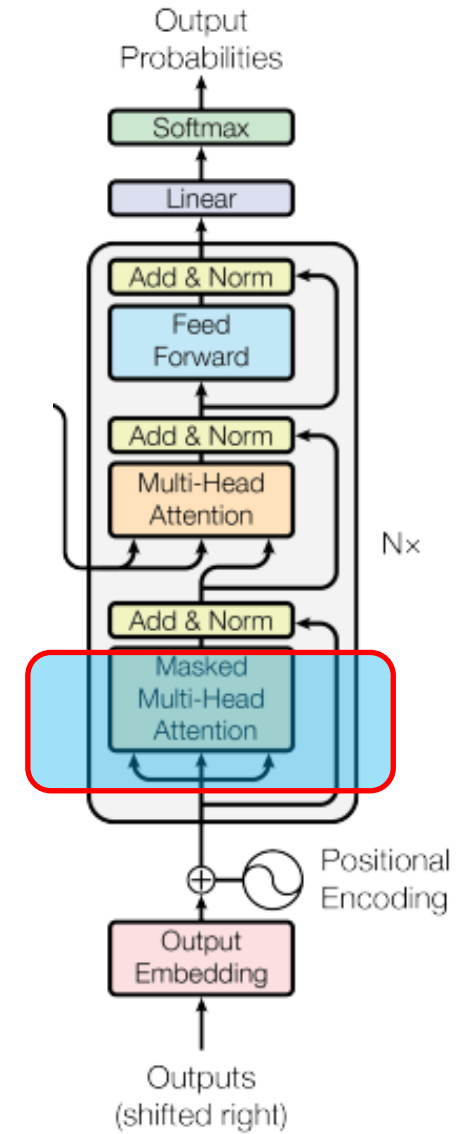 Output
Probabilities
Softmax
Linear
Add & Norm
Feed
Forward
Add & Norm
Multi-Head
Attention
N×
Add & Norm
Masked
Multi-Head
Attention
Positional
Encoding
Output
Embedding
Outputs
(shifted right)